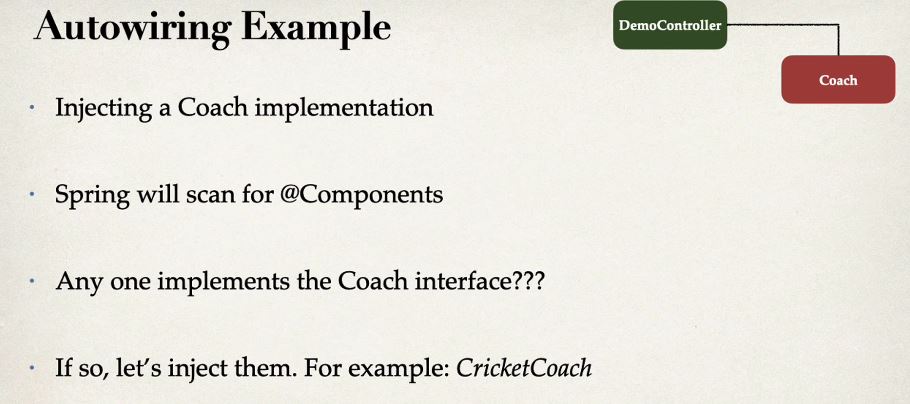 Autowiring Example
DemoController
Coach
• Injecting a Coach implementation
• Spring will scan for @Components
• Any one implements the Coach interface???
• If so, let’s inject them. For example: CricketCoach